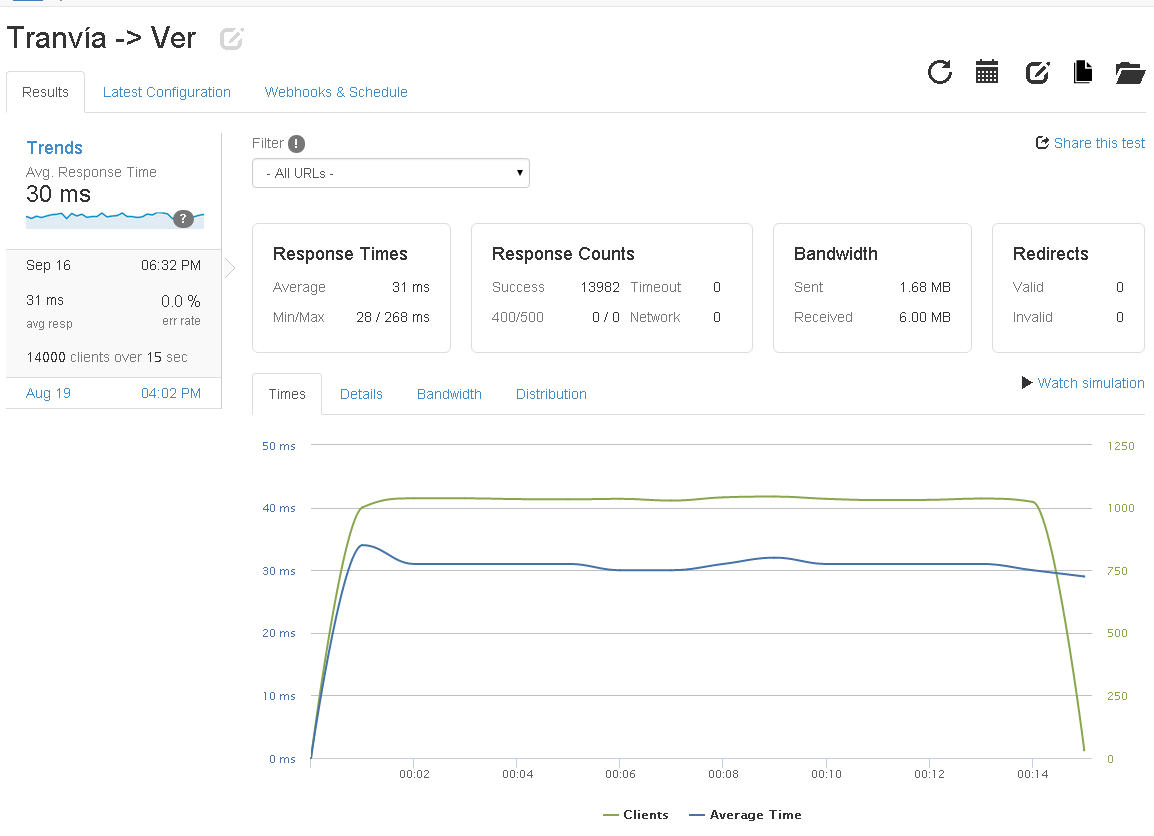 Tranvía -> Ver
Results
Latest Configuration
Webhooks & Schedule
Trends
Avg. Response Time
30 ms
?
Sep 16 06:32 PM
31 ms 0.0 %
avg resp err rate
14000 clients over 15 sec
Aug 19 04:02 PM
Filter !
- All URLs -
Share this test
Response Times
Average 31 ms
Min/Max 28 / 268 ms
Response Counts
Success 13982 Timeout 0
400/500 0 / 0 Network 0
Bandwidth
Sent 1.68 MB
Received 6.00 MB
Redirects
Valid 0
Invalid 0
Times Details Bandwidth Distribution
Watch simulation
50 ms 1250
40 ms 1000
30 ms 750
20 ms 500
10 ms 250
0 ms 0
00:02 00:04 00:06 00:08 00:10 00:12 00:14
Clients Average Time